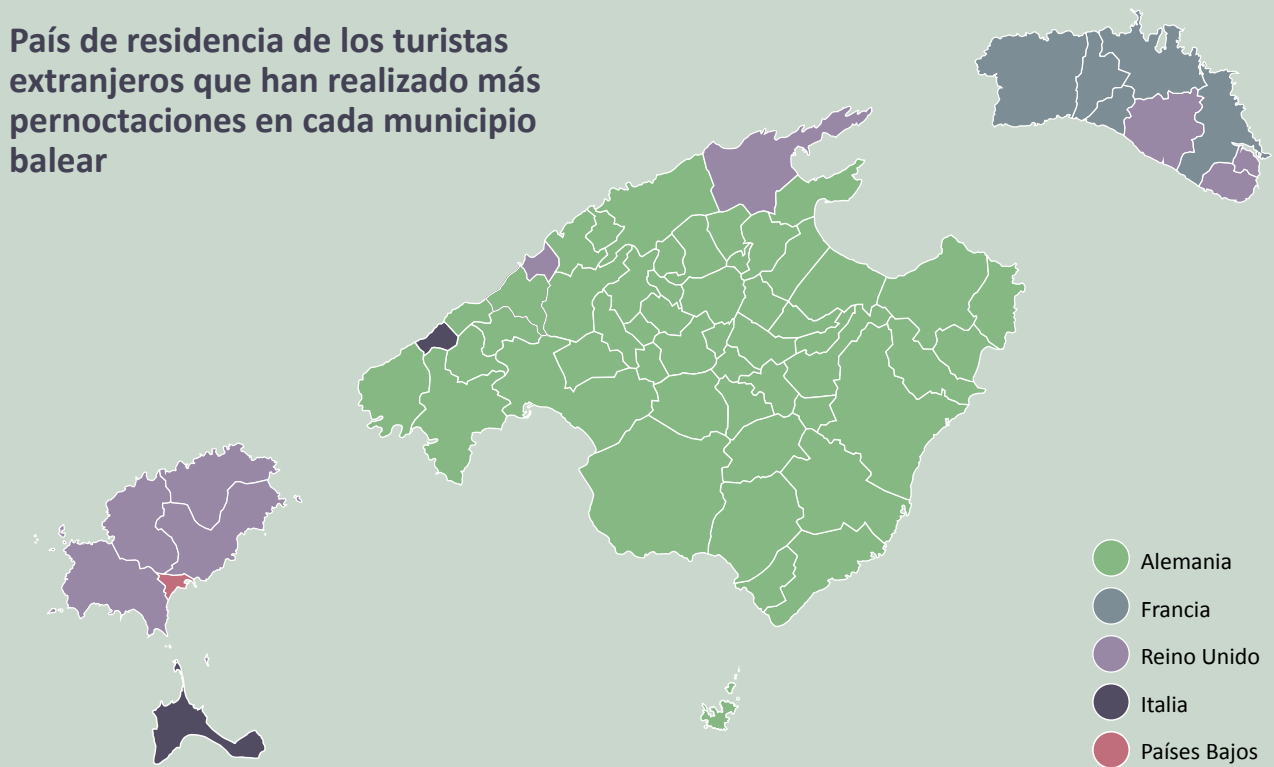 País de residencia de los turistas
extranjeros que han realizado más
pernoctaciones en cada municipio
balear
Alemania
Francia
Reino Unido
Italia
Países Bajos